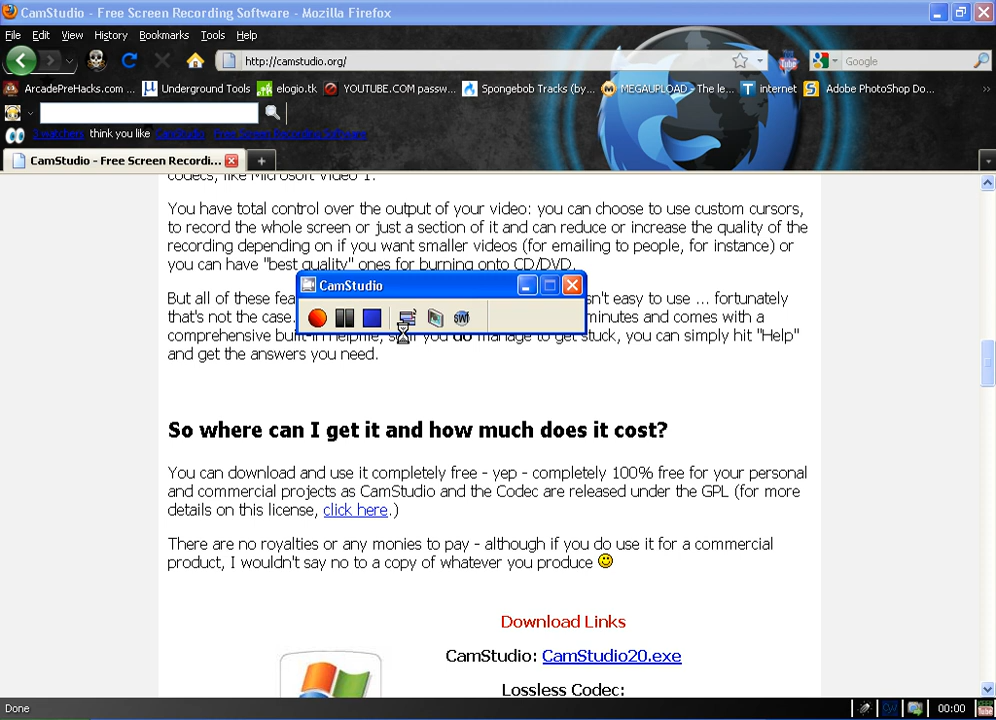 CamStudio - Free Screen Recording Software - Mozilla Firefox
File Edit View History Bookmarks Tools Help
http://camstudio.org/
Google
ArcadePreHacks.com ... Underground Tools elogio.tk YOUTUBE.COM passw... Spongebob Tracks (by... MEGAUPLOAD - The le... internet Adobe PhotoShop Do...
3 watchers think you like CamStudio - Free Screen Recording Software
CamStudio - Free Screen Recordi...
codecs, like Microsoft Video 1.
You have total control over the output of your video: you can choose to use custom cursors,
to record the whole screen or just a section of it and can reduce or increase the quality of the
recording depending on if you want smaller videos (for emailing to people, for instance) or
you can have "best quality" ones for burning onto CD/DVD.
CamStudio
But all of these fea
sn't easy to use ... fortunately
that's not the case.
minutes and comes with a
SWF
comprehensive built-in helpfile, so if you do manage to get stuck, you can simply hit "Help"
and get the answers you need.
So where can I get it and how much does it cost?
You can download and use it completely free - yep - completely 100% free for your personal
and commercial projects as CamStudio and the Codec are released under the GPL (for more
details on this license, click here.)
There are no royalties or any monies to pay - although if you do use it for a commercial
product, I wouldn't say no to a copy of whatever you produce
Download Links
CamStudio: CamStudio20.exe
Lossless Codec:
Done
00:00